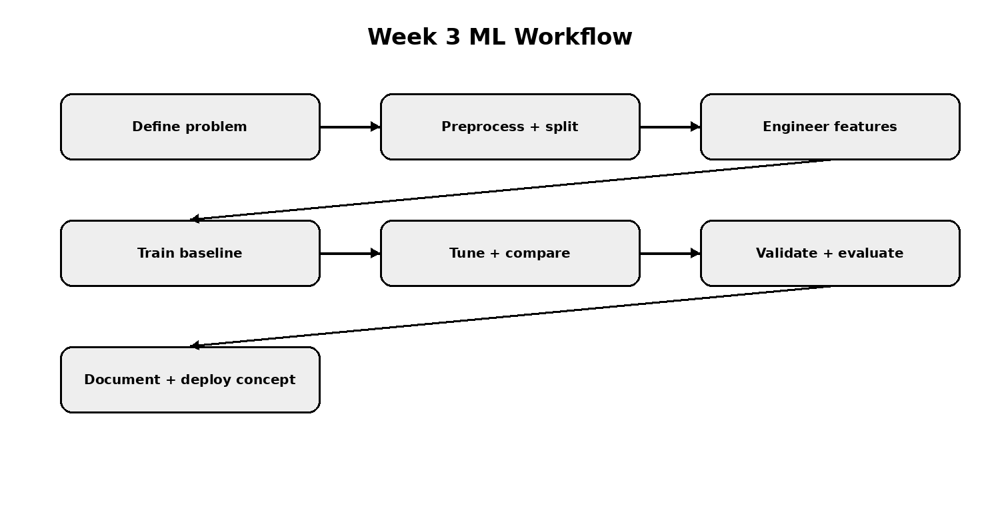 Week 3 ML Workflow
Define problem
Preprocess + split
Engineer features
Train baseline
Tune + compare
Validate + evaluate
Document + deploy concept